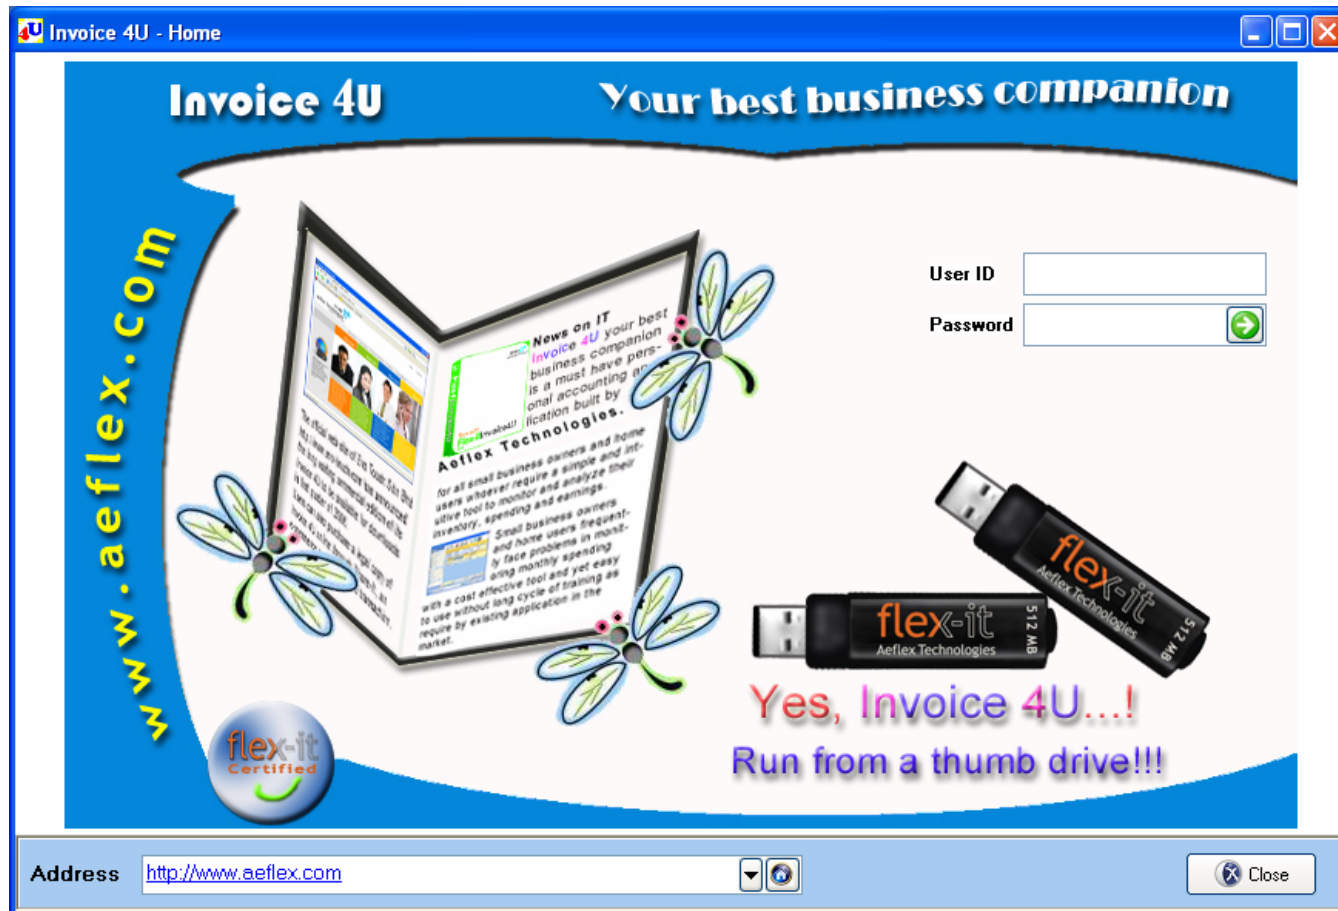 Invoice 4U - Home
Invoice 4U
Your best business companion
www.aeflex.com
User ID
Password
News on IT
Invoice 4U your best
business companion
is a must have pers-
onal accounting ap
lication built by
Aeflex Technologies.
for all small business owners and home
users whoever require a simple and int-
uitive tool to monitor and analyze their
inventory, spending and earnings.
Small business owners
and home users frequent-
ly face problems in monit-
oring monthly spending
with a cost effective tool and yet easy
to use without long cycle of training as
require by existing application in the
market.
flex-it
Aeflex Technologies
512 MB
flex-it
Aeflex Technologies
512 MB
Yes, Invoice 4U...!
Run from a thumb drive!!!
flex-it
Certified
Address
http://www.aeflex.com
Close